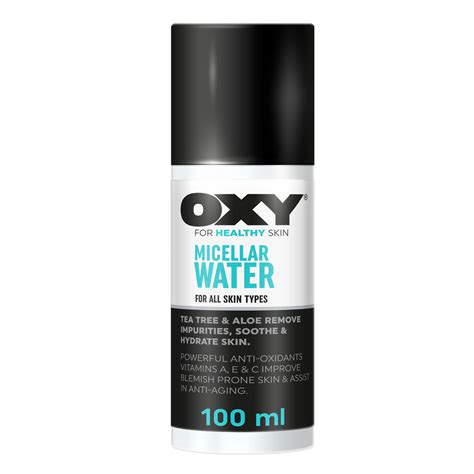 OXY®
FOR HEALTHY SKIN
MICELLAR
WATER
FOR ALL SKIN TYPES
TEA TREE & ALOE REMOVE
IMPURITIES, SOOTHE &
HYDRATE SKIN.
POWERFUL ANTI-OXIDANTS
VITAMINS A, E & C IMPROVE
BLEMISH PRONE SKIN & ASSIST
IN ANTI-AGING.
100 ml